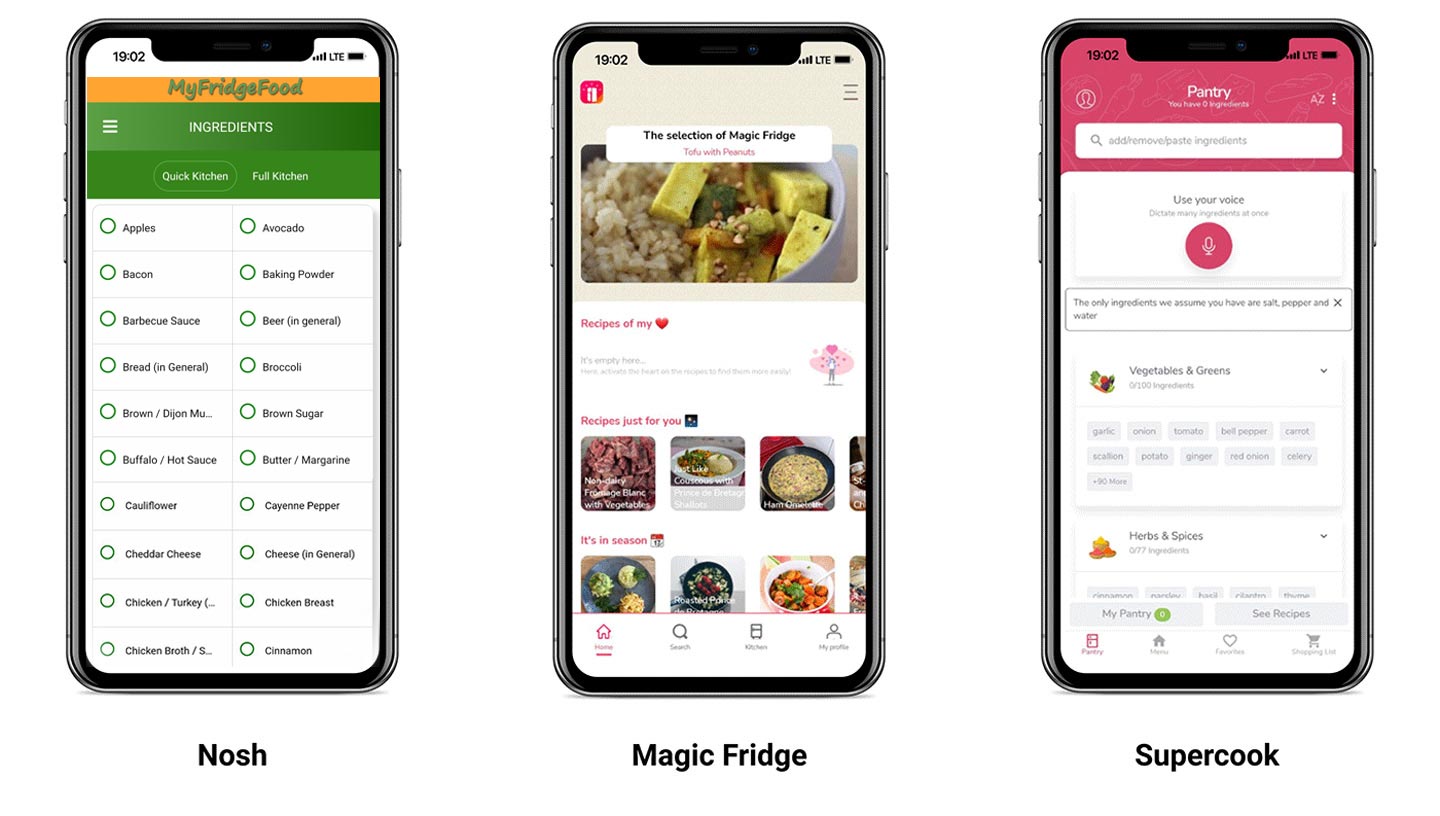 19:02
LTE
MyFridgeFood
INGREDIENTS
Quick Kitchen
Full Kitchen
Apples
Avocado
Bacon
Baking Powder
Barbecue Sauce
Beer (in general)
Bread (in General)
Broccoli
Brown / Dijon Mu...
Brown Sugar
Buffalo / Hot Sauce
Butter / Margarine
Cauliflower
Cayenne Pepper
Cheddar Cheese
Cheese (in General)
Chicken / Turkey (...
Chicken Breast
Chicken Broth / S...
Cinnamon
Nosh
19:02
LTE
The selection of Magic Fridge
Tofu with Peanuts
Recipes of my
It's empty here...
Here, activate the heart on the recipes to find them more easily!
Recipes just for you
Non-dairy
Fromage Blanc
with Vegetables
Just Like
Couscous with
Prince de Bretagn
Shallots
Ham Omelette
St-
an
Ch
It's in season
Roasted Prince
de Bretagne
Home
Search
Kitchen
My profile
Magic Fridge
19:02
LTE
Pantry
You have 0 Ingredients
AZ
add/remove/paste ingredients
Use your voice
Dictate many ingredients at once
The only ingredients we assume you have are salt, pepper and
water
Vegetables & Greens
0/100 Ingredients
garlic
onion
tomato
bell pepper
carrot
scallion
potato
ginger
red onion
celery
+90 More
Herbs & Spices
0/77 Ingredients
cinnamon
parsley
basil
cilantro
thyme
My Pantry 0
See Recipes
Pantry
Menu
Favorites
Shopping List
Supercook